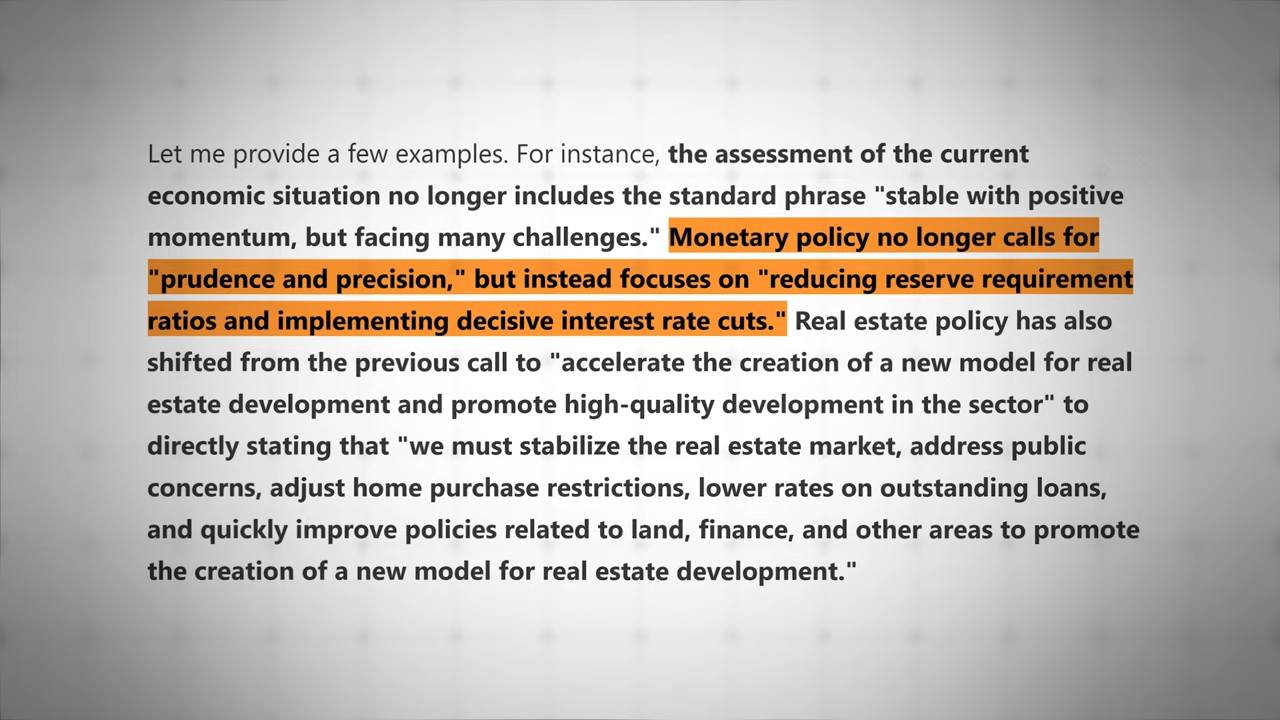 Let me provide a few examples. For instance, the assessment of the current
economic situation no longer includes the standard phrase "stable with positive
momentum, but facing many challenges." Monetary policy no longer calls for
"prudence and precision," but instead focuses on "reducing reserve requirement
ratios and implementing decisive interest rate cuts." Real estate policy has also
shifted from the previous call to "accelerate the creation of a new model for real
estate development and promote high-quality development in the sector" to
directly stating that "we must stabilize the real estate market, address public
concerns, adjust home purchase restrictions, lower rates on outstanding loans,
and quickly improve policies related to land, finance, and other areas to promote
the creation of a new model for real estate development."